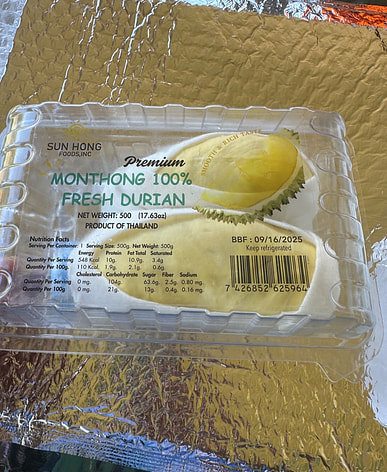 SUN HONG
FOODS,INC
SMOOTH & RICH TASTE
Premium
MONTHONG 100%
FRESH DURIAN
NET WEIGHT: 500 (17.63oz)
PRODUCT OF THAILAND
BBF : 09/16/2025
Keep refrigerated
Nutrition Facts
Serving per Container: 1 Serving Size: 500g, Net Weight: 500g
Energy Protein Fat Total Saturated
Quantity Per Serving 548 Kcal 10g. 10.9g. 3.4g
Quantity Per 100g. 110 Kcal 1.9g. 2.1g. 0.6g
Cholesterol Carbohydrate Sugar Fiber Sodium
Quantity Per Serving 0 mg. 104g. 63.6g. 2.5g. 0.80 mg.
Quantity Per 100g 0 mg. 21g. 13g. 0.4g. 0.16 mg.
7 426852 625964